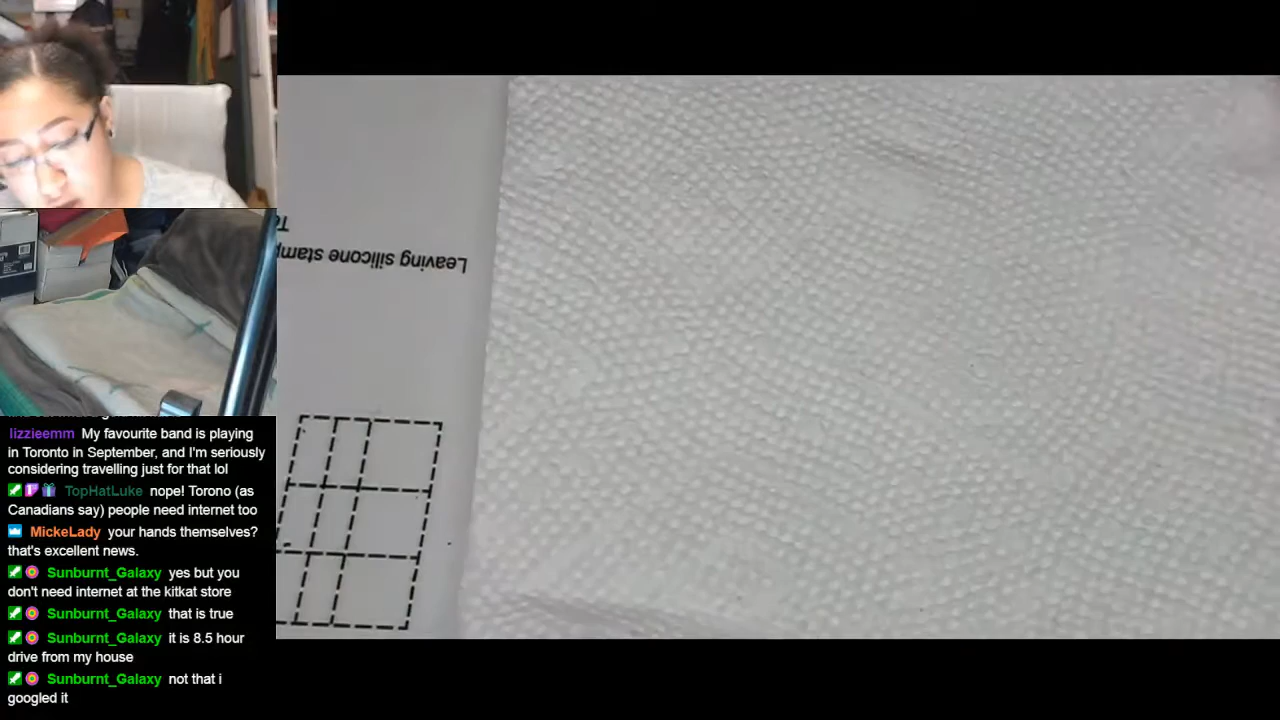 To
Leaving silicone stamp
lizzieemm My favourite band is playing
in Toronto in September, and I'm seriously
considering travelling just for that lol
TopHatLuke nope! Torono (as
Canadians say) people need internet too
MickeLady your hands themselves?
that's excellent news.
Sunburnt_Galaxy yes but you
don't need internet at the kitkat store
Sunburnt_Galaxy that is true
Sunburnt_Galaxy it is 8.5 hour
drive from my house
Sunburnt_Galaxy not that i
googled it